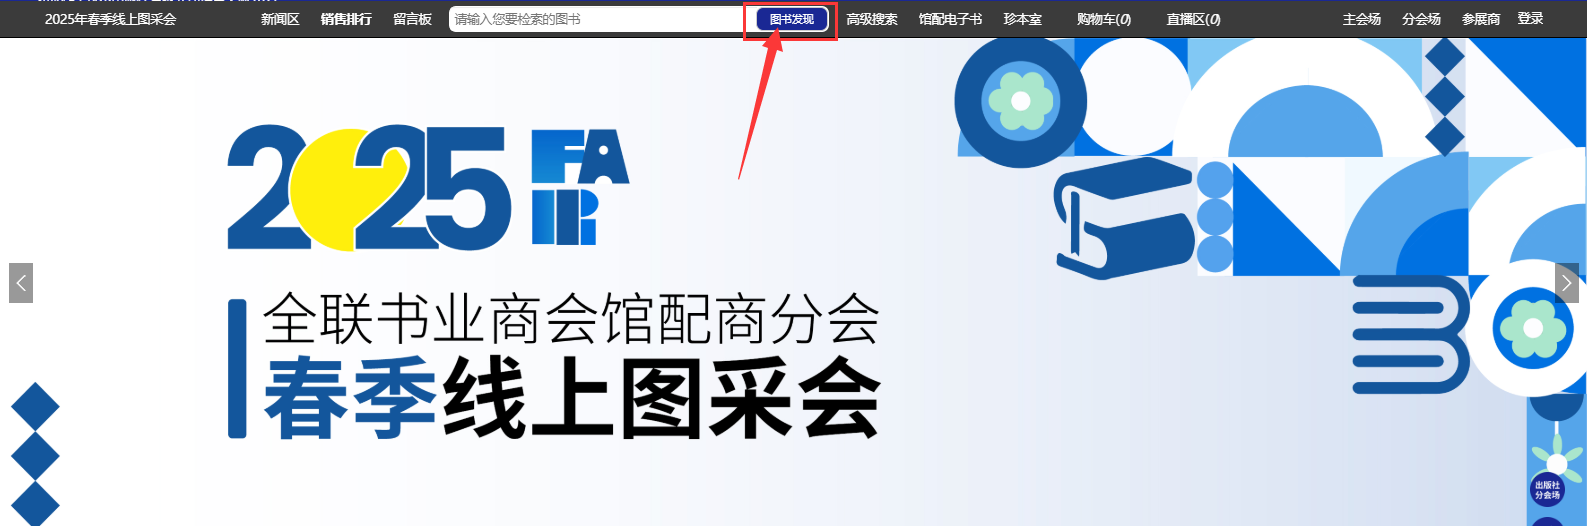 2025年春季线上图采会 新闻区 销售排行 留言板 请输入您要检索的图书 图书发现 高级搜索 馆配电子书 珍本室 购物车(0) 直播区(0) 主会场 分会场 参展商 登录
2025 FAIR
全联书业商会馆配商分会
春季线上图采会
出版社
分会场